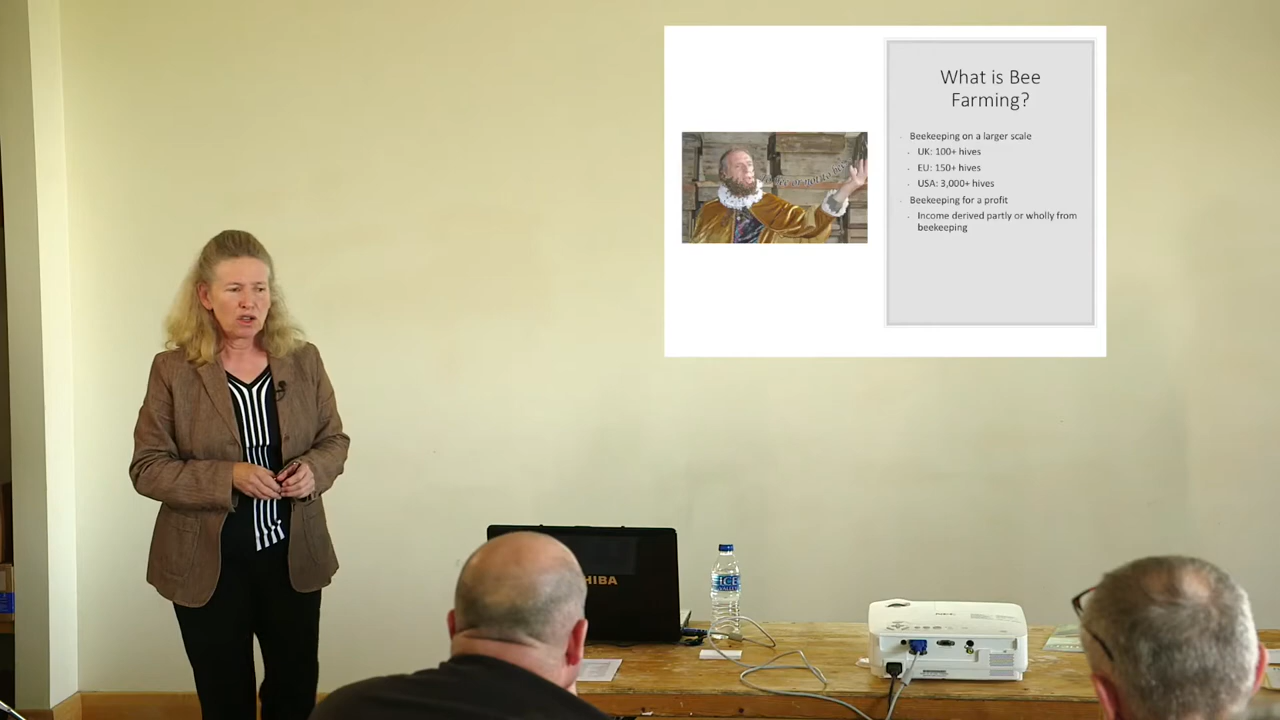 What is Bee
Farming?
Beekeeping on a larger scale
UK: 100+ hives
EU: 150+ hives
USA: 3,000+ hives
Beekeeping for a profit
Income derived partly or wholly from
beekeeping
HIBA
ICE